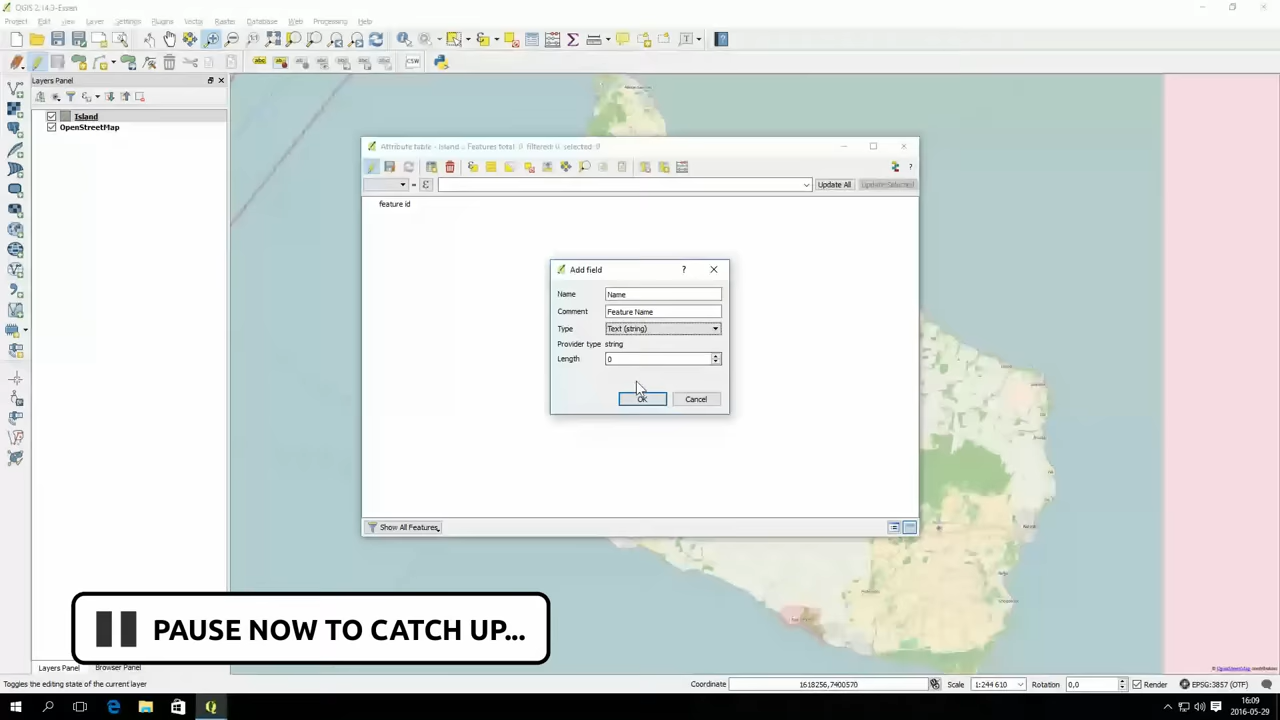 QGIS 2.14.3-Essen
Project Edit View Layer Settings Plugins Vector Raster Database Web Processing Help
CSW
Layers Panel
Island
OpenStreetMap
Attribute table - Island :: Features total: 0, filtered: 0, selected: 0
= ε
Update All Update Selected
feature id
Add field
Name Name
Comment Feature Name
Type Text (string)
Provider type string
Length 0
OK Cancel
Show All Features
PAUSE NOW TO CATCH UP...
Layers Panel Browser Panel
Toggles the editing state of the current layer
Coordinate 1618256,7400570 Scale 1:244 610 Rotation 0,0 Render EPSG:3857 (OTF)
16:09
2016-05-29